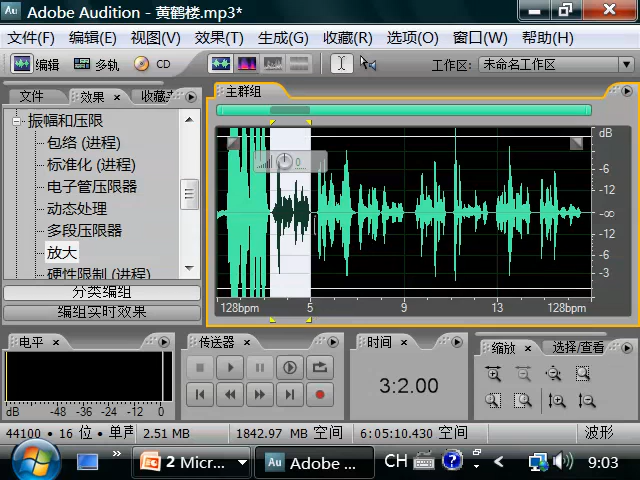 Au Adobe Audition - 黄鹤楼.mp3*
文件(F) 编辑(E) 视图(V) 效果(T) 生成(G) 收藏(R) 选项(O) 窗口(W) 帮助(H)
编辑 多轨 CD 工作区: 未命名工作区
文件 效果 × 收藏 主群组
振幅和压限
包络 (进程)
标准化 (进程)
电子管压限器
动态处理
多段压限器
放大
硬性限制 (进程)
分类编组
编组实时效果
0
dB
-6
-12
-∞
-12
-6
-3
128bpm 5 9 13 128bpm
电平 × 传送器 × 时间 × 缩放 × 选择/查看
3:2.00
dB -48 -36 -24 -12 0
44100 • 16 位 • 单声 2.51 MB 1842.97 MB 空间 6:05:10.430 空间 波形
2 Micr... Au Adobe ... CH 9:03